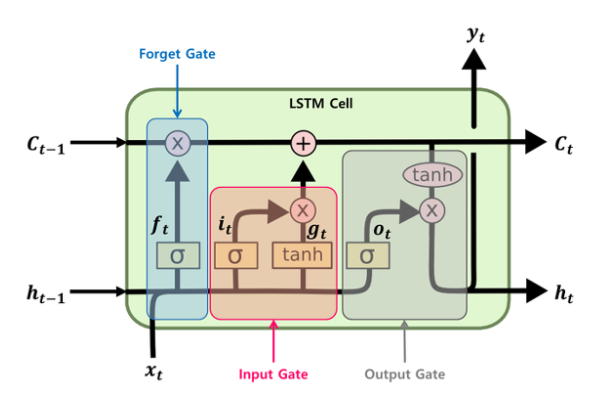 y_t
Forget Gate
LSTM Cell
C_{t-1}
x
+
C_t
tanh
f_t
i_t
x
g_t
o_t
x
σ
σ
tanh
σ
h_{t-1}
h_t
x_t
Input Gate
Output Gate